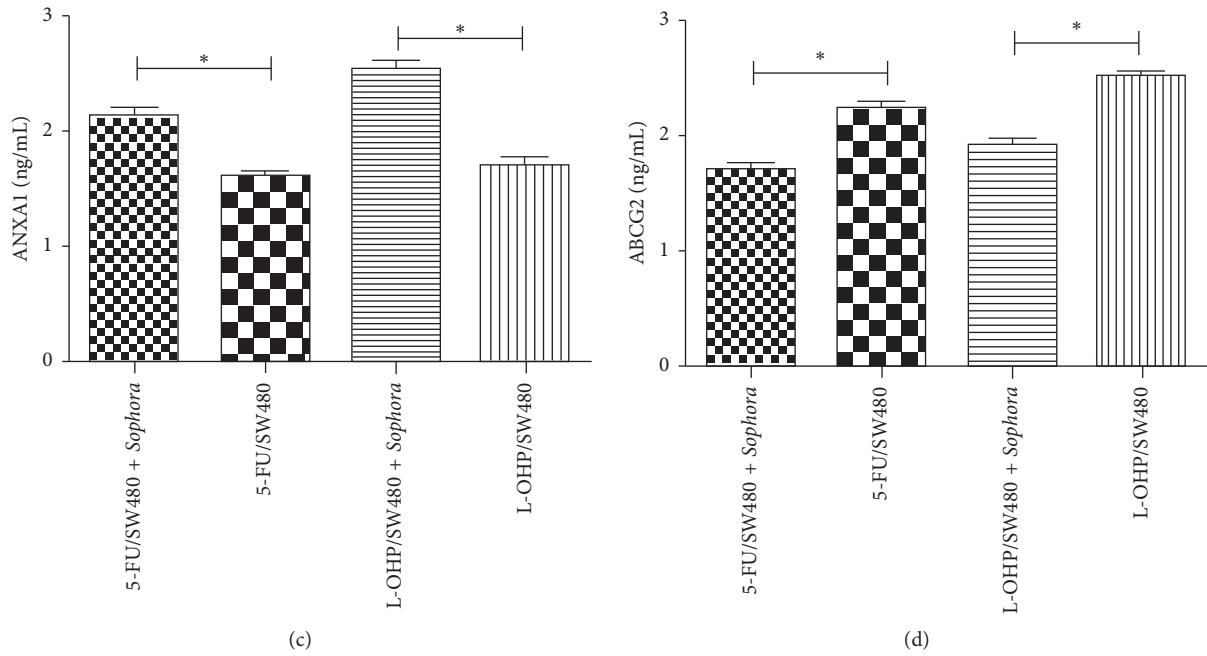 3
2
1
0
ANXA1 (ng/mL)
*
*
5-FU/SW480 + Sophora
5-FU/SW480
L-OHP/SW480 + Sophora
L-OHP/SW480
(c)
3
2
1
0
ABCG2 (ng/mL)
*
*
5-FU/SW480 + Sophora
5-FU/SW480
L-OHP/SW480 + Sophora
L-OHP/SW480
(d)